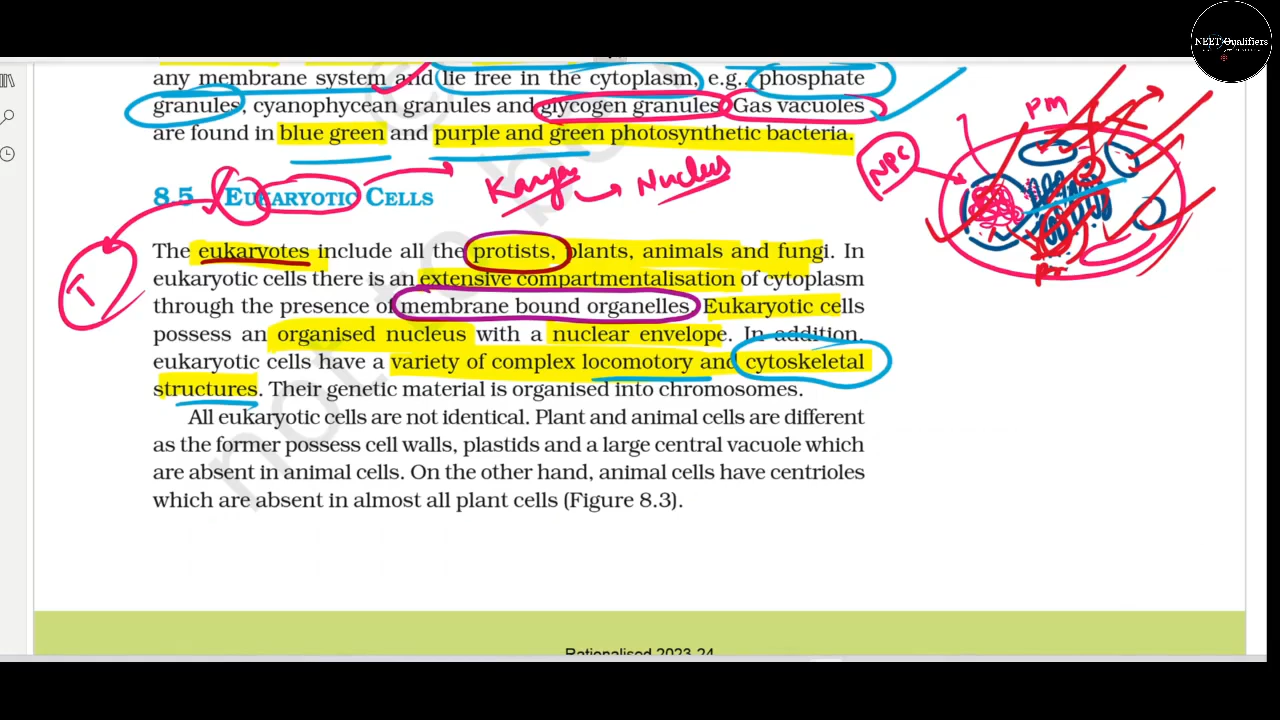 NEET Qualifiers
any membrane system and lie free in the cytoplasm, e.g., phosphate
granules, cyanophycean granules and glycogen granules. Gas vacuoles
are found in blue green and purple and green photosynthetic bacteria.
PM
NPC
Karyon → Nucleus
8.5 EUKARYOTIC CELLS
The eukaryotes include all the protists, plants, animals and fungi. In
eukaryotic cells there is an extensive compartmentalisation of cytoplasm
through the presence of membrane bound organelles. Eukaryotic cells
possess an organised nucleus with a nuclear envelope. In addition,
eukaryotic cells have a variety of complex locomotory and cytoskeletal
structures. Their genetic material is organised into chromosomes.
T
All eukaryotic cells are not identical. Plant and animal cells are different
as the former possess cell walls, plastids and a large central vacuole which
are absent in animal cells. On the other hand, animal cells have centrioles
which are absent in almost all plant cells (Figure 8.3).
Rationalised 2023-24